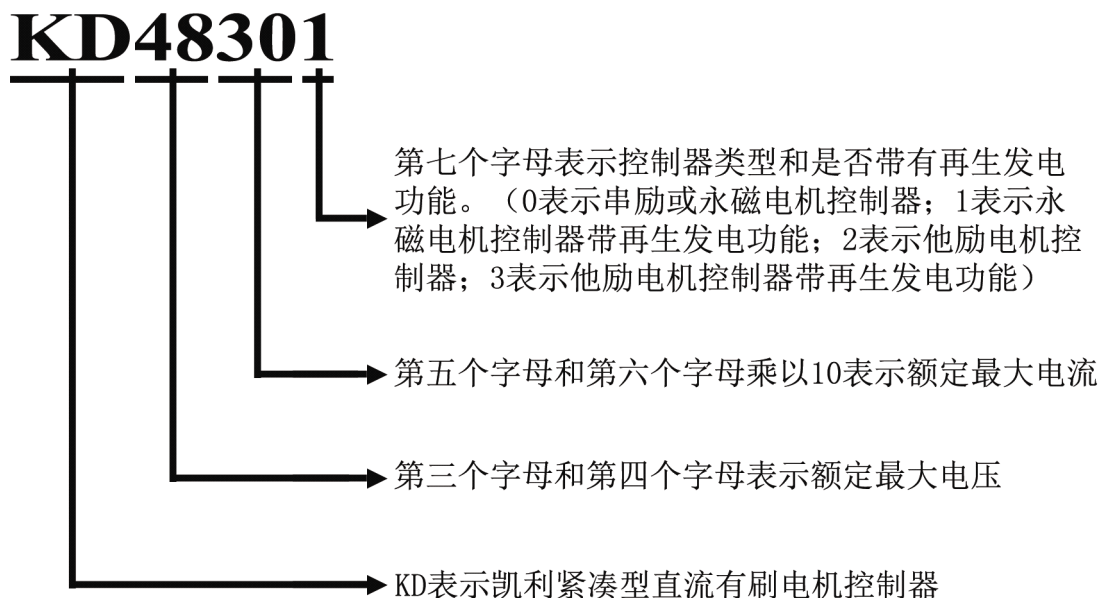 KD48301
第七个字母表示控制器类型和是否带有再生发电
功能。（0表示串励或永磁电机控制器；1表示永
磁电机控制器带再生发电功能；2表示他励电机控
制器；3表示他励电机控制器带再生发电功能）
第五个字母和第六个字母乘以10表示额定最大电流
第三个字母和第四个字母表示额定最大电压
KD表示凯利紧凑型直流有刷电机控制器